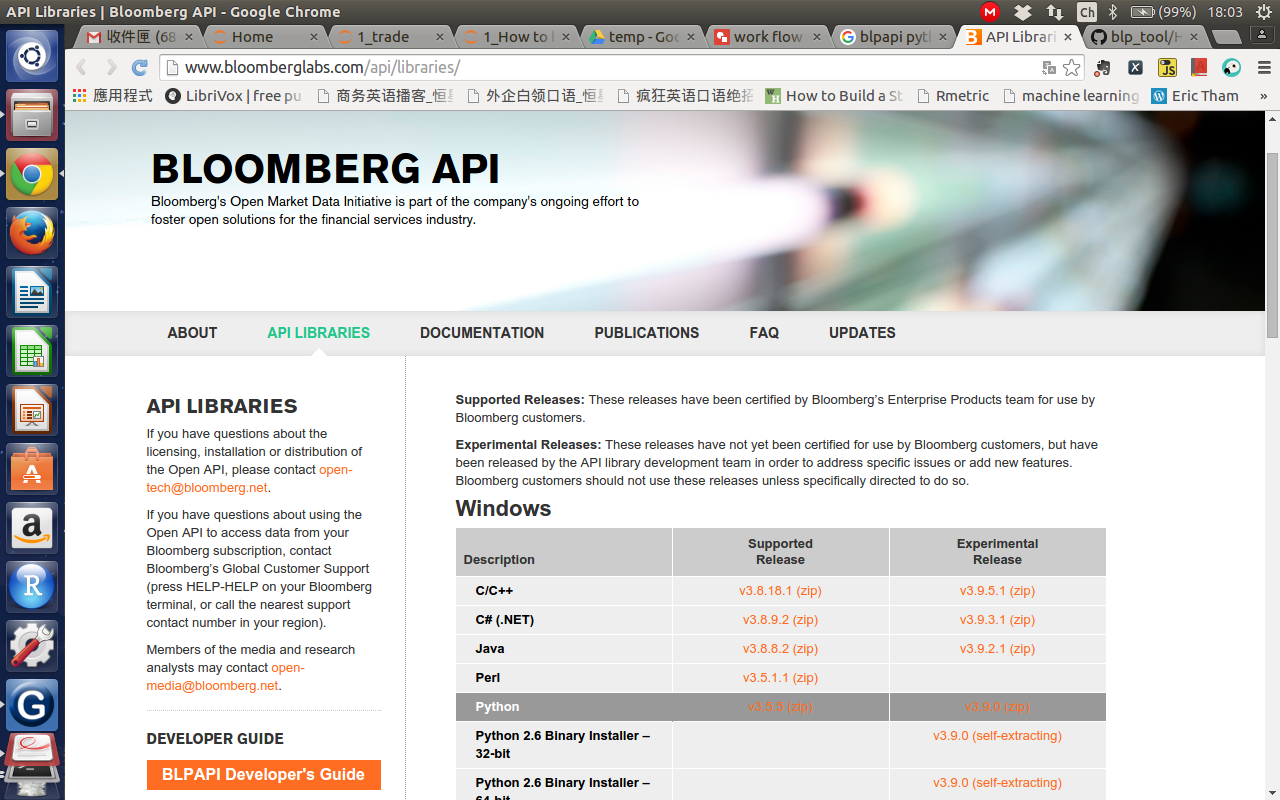 API Libraries | Bloomberg API - Google Chrome
Ch
(99%)
18:03
收件匣 (68
Home
1_trade
1_How to
temp - Goo
work flow
blpapi pyt
API Librari
blp_tool/H
www.bloomberglabs.com/api/libraries/
JS
應用程式
LibriVox | free pu
商务英语播客_恒星
外企白领口语_恒星
疯狂英语口语绝招
How to Build a St
Rmetric
machine learning
Eric Tham
»
BLOOMBERG API
Bloomberg's Open Market Data Initiative is part of the company's ongoing effort to
foster open solutions for the financial services industry.
ABOUT
API LIBRARIES
DOCUMENTATION
PUBLICATIONS
FAQ
UPDATES
API LIBRARIES
If you have questions about the
licensing, installation or distribution of
the Open API, please contact open-
tech@bloomberg.net.
If you have questions about using the
Open API to access data from your
Bloomberg subscription, contact
Bloomberg's Global Customer Support
(press HELP-HELP on your Bloomberg
terminal, or call the nearest support
contact number in your region).
Members of the media and research
analysts may contact open-
media@bloomberg.net.
DEVELOPER GUIDE
BLPAPI Developer's Guide
Supported Releases: These releases have been certified by Bloomberg's Enterprise Products team for use by
Bloomberg customers.
Experimental Releases: These releases have not yet been certified for use by Bloomberg customers, but have
been released by the API library development team in order to address specific issues or add new features.
Bloomberg customers should not use these releases unless specifically directed to do so.
Windows
Description
Supported
Release
Experimental
Release
C/C++
v3.8.18.1 (zip)
v3.9.5.1 (zip)
C# (.NET)
v3.8.9.2 (zip)
v3.9.3.1 (zip)
Java
v3.8.8.2 (zip)
v3.9.2.1 (zip)
Perl
v3.5.1.1 (zip)
Python
v3.5.5 (zip)
v3.9.0 (zip)
Python 2.6 Binary Installer –
32-bit
v3.9.0 (self-extracting)
Python 2.6 Binary Installer –
64-bit
v3.9.0 (self-extracting)